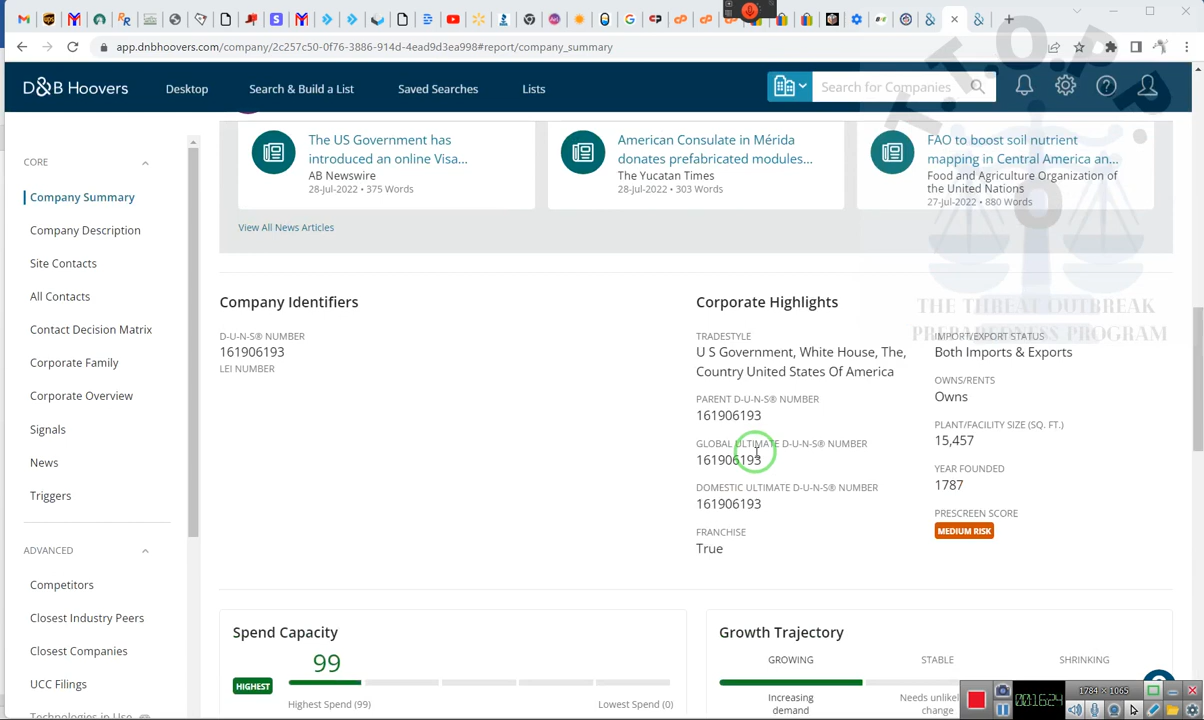 app.dnbhoovers.com/company/2c257c50-0f76-3886-914d-4ead9d3ea998#report/company_summary
D&B Hoovers
Desktop
Search & Build a List
Saved Searches
Lists
Search for Companies
T.T.O.P.P.
CORE
Company Summary
Company Description
Site Contacts
All Contacts
Contact Decision Matrix
Corporate Family
Corporate Overview
Signals
News
Triggers
ADVANCED
Competitors
Closest Industry Peers
Closest Companies
UCC Filings
Technologies in Use
The US Government has
introduced an online Visa...
AB Newswire
28-Jul-2022 • 375 Words
American Consulate in Mérida
donates prefabricated modules...
The Yucatan Times
28-Jul-2022 • 303 Words
FAO to boost soil nutrient
mapping in Central America an...
Food and Agriculture Organization of
the United Nations
27-Jul-2022 • 880 Words
View All News Articles
THE THREAT OUTBREAK
PREPAREDNESS PROGRAM
Company Identifiers
D-U-N-S® NUMBER
161906193
LEI NUMBER
Corporate Highlights
TRADESTYLE
U S Government, White House, The,
Country United States Of America
PARENT D-U-N-S® NUMBER
161906193
GLOBAL ULTIMATE D-U-N-S® NUMBER
161906193
DOMESTIC ULTIMATE D-U-N-S® NUMBER
161906193
FRANCHISE
True
IMPORT/EXPORT STATUS
Both Imports & Exports
OWNS/RENTS
Owns
PLANT/FACILITY SIZE (SQ. FT.)
15,457
YEAR FOUNDED
1787
PRESCREEN SCORE
MEDIUM RISK
Spend Capacity
99
HIGHEST
Highest Spend (99)
Lowest Spend (0)
Growth Trajectory
GROWING
STABLE
SHRINKING
Increasing
demand
Needs unlikel
change
00:16:24
1784 × 1065